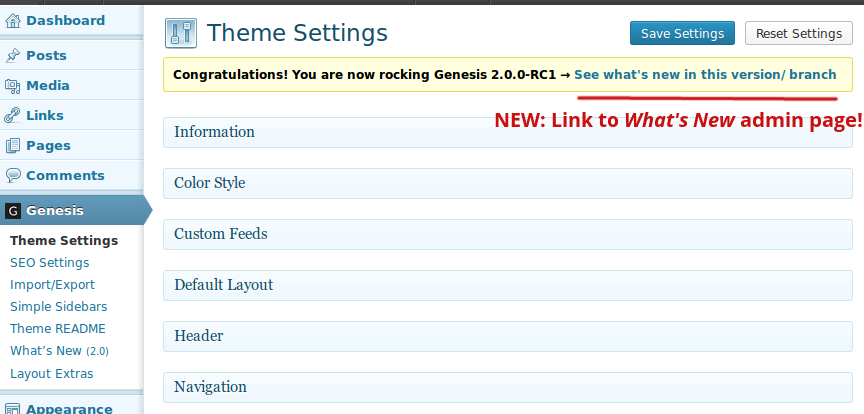 Dashboard
Posts
Media
Links
Pages
Comments
G Genesis
Theme Settings
SEO Settings
Import/Export
Simple Sidebars
Theme README
What's New (2.0)
Layout Extras
Appearance
Theme Settings
Save Settings
Reset Settings
Congratulations! You are now rocking Genesis 2.0.0-RC1 → See what's new in this version/ branch
NEW: Link to What's New admin page!
Information
Color Style
Custom Feeds
Default Layout
Header
Navigation